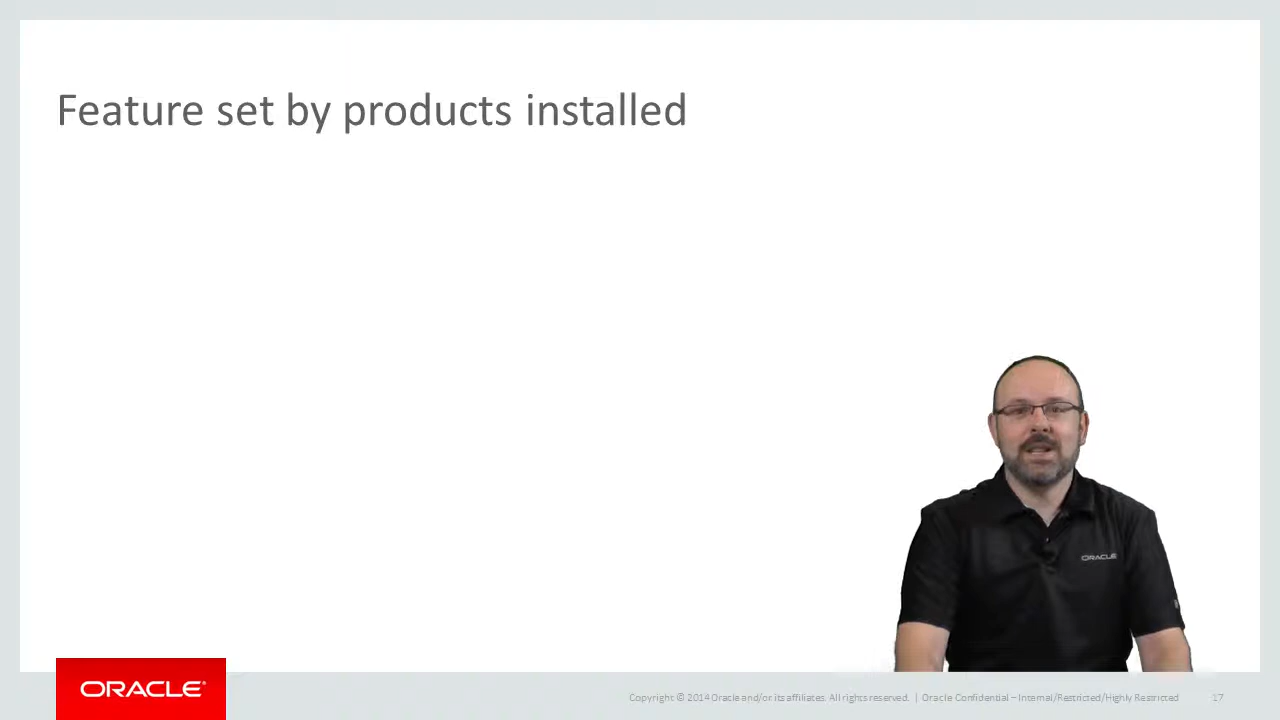 Feature set by products installed
ORACLE
ORACLE®
Copyright © 2014 Oracle and/or its affiliates. All rights reserved. | Oracle Confidential – Internal/Restricted/Highly Restricted 17